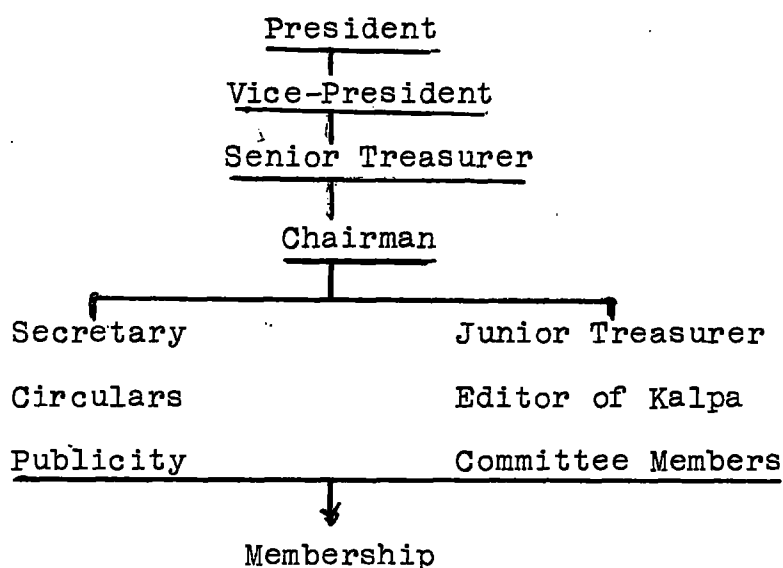 President
Vice-President
Senior Treasurer
Chairman
Secretary Junior Treasurer
Circulars Editor of Kalpa
Publicity Committee Members
Membership